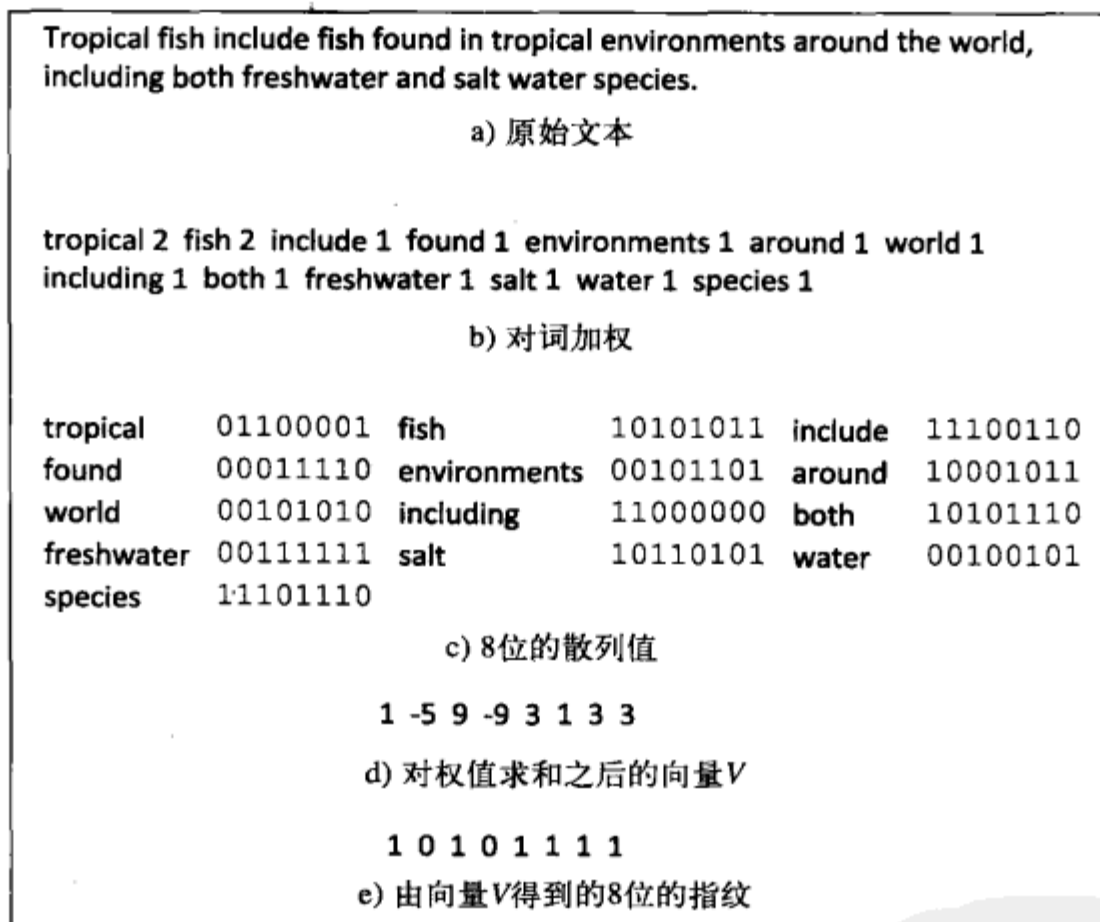 Tropical fish include fish found in tropical environments around the world,
including both freshwater and salt water species.
a) 原始文本
tropical 2 fish 2 include 1 found 1 environments 1 around 1 world 1
including 1 both 1 freshwater 1 salt 1 water 1 species 1
b) 对词加权
tropical 01100001 fish 10101011 include 11100110
found 00011110 environments 00101101 around 10001011
world 00101010 including 11000000 both 10101110
freshwater 00111111 salt 10110101 water 00100101
species 11101110
c) 8位的散列值
1 -5 9 -9 3 1 3 3
d) 对权值求和之后的向量V
1 0 1 0 1 1 1 1
e) 由向量V得到的8位的指纹